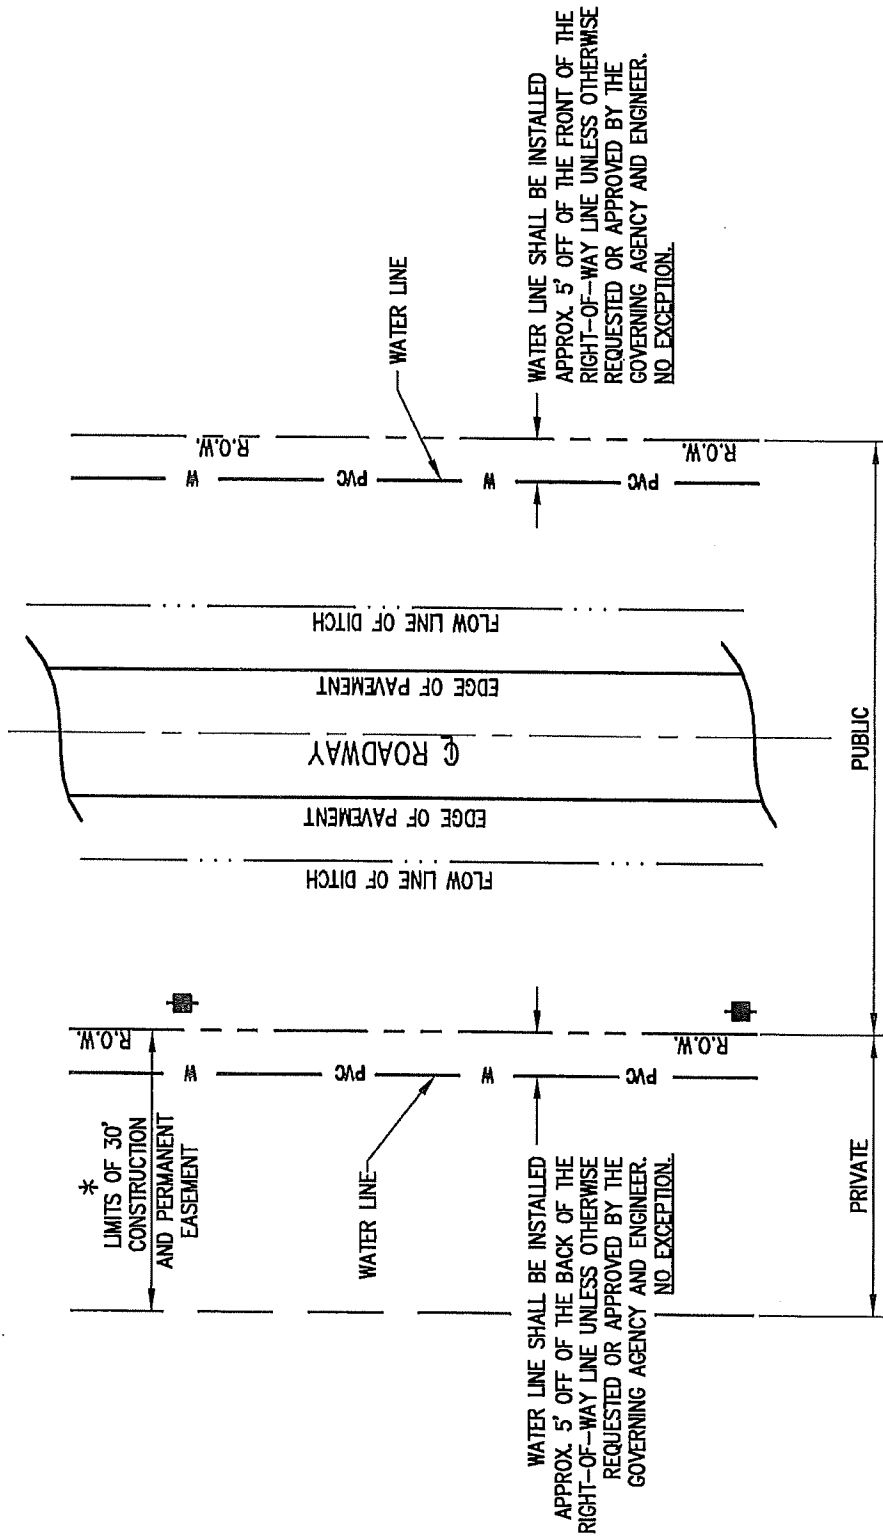 *
LIMITS OF 30'
CONSTRUCTION
AND PERMANENT
EASEMENT
WATER LINE
WATER LINE SHALL BE INSTALLED
APPROX. 5' OFF OF THE BACK OF THE
RIGHT-OF-WAY LINE UNLESS OTHERWISE
REQUESTED OR APPROVED BY THE
GOVERNING AGENCY AND ENGINEER.
NO EXCEPTION.
PRIVATE
W
PVC
W
PVC
R.O.W.
R.O.W.
FLOW LINE OF DITCH
EDGE OF PAVEMENT
℄ ROADWAY
EDGE OF PAVEMENT
FLOW LINE OF DITCH
PUBLIC
W
PVC
W
PVC
R.O.W.
R.O.W.
WATER LINE
WATER LINE SHALL BE INSTALLED
APPROX. 5' OFF OF THE FRONT OF THE
RIGHT-OF-WAY LINE UNLESS OTHERWISE
REQUESTED OR APPROVED BY THE
GOVERNING AGENCY AND ENGINEER.
NO EXCEPTION.